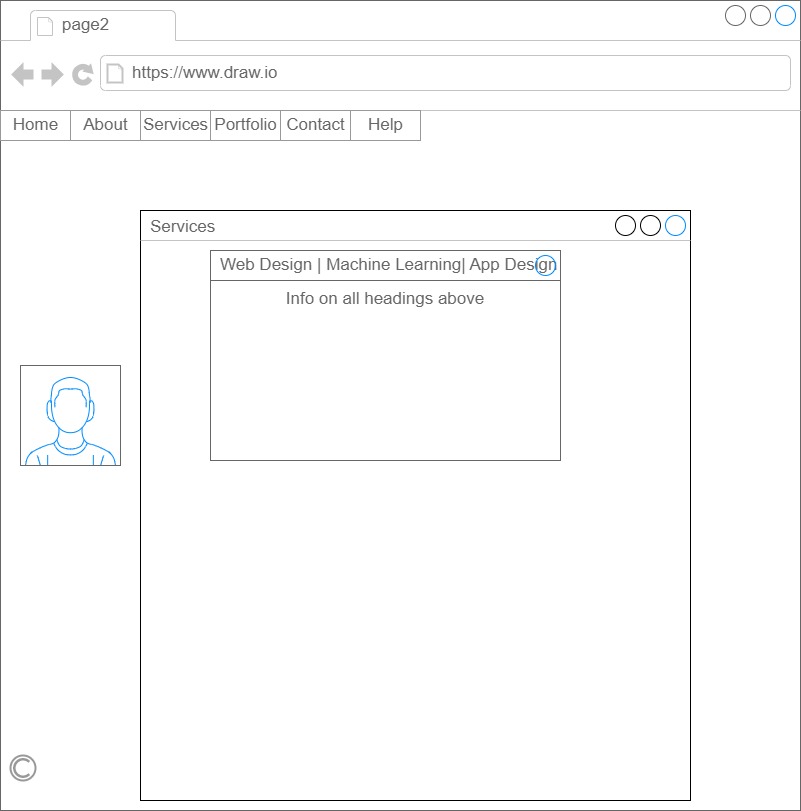 page2
https://www.draw.io
Home About Services Portfolio Contact Help
Services
Web Design | Machine Learning| App Design
Info on all headings above
©